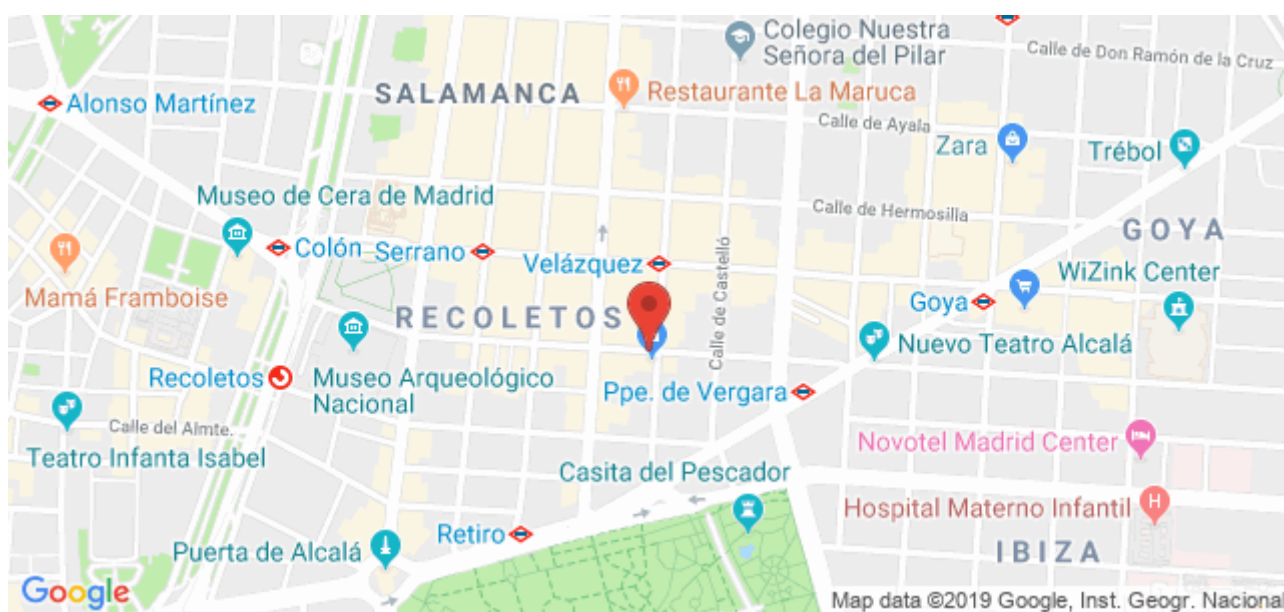 Colegio Nuestra
Señora del Pilar
Calle de Don Ramón de la Cruz
SALAMANCA
Restaurante La Maruca
Alonso Martínez
Calle de Ayala
Zara
Trébol
Museo de Cera de Madrid
Calle de Hermosilla
GOYA
Colón
Serrano
Velázquez
Calle de Castelló
WiZink Center
Mamá Framboise
RECOLETOS
Goya
Nuevo Teatro Alcalá
Recoletos
Museo Arqueológico
Nacional
Ppe. de Vergara
Calle del Almte.
Teatro Infanta Isabel
Novotel Madrid Center
Casita del Pescador
Hospital Materno Infantil
H
Retiro
Puerta de Alcalá
IBIZA
Google
Map data ©2019 Google, Inst. Geogr. Naciona